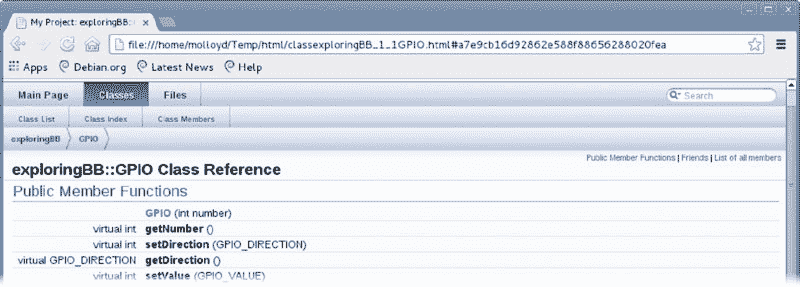 My Project: exploringBB::
file:///home/molloyd/Temp/html/classexploringBB_1_1GPIO.html#a7e9cb16d92862e588f88656288020fea
Apps Debian.org Latest News Help
Main Page Classes Files Search
Class List Class Index Class Members
exploringBB GPIO
Public Member Functions | Friends | List of all members
exploringBB::GPIO Class Reference
Public Member Functions
GPIO (int number)
virtual int getNumber ()
virtual int setDirection (GPIO_DIRECTION)
virtual GPIO_DIRECTION getDirection ()
virtual int setValue (GPIO_VALUE)